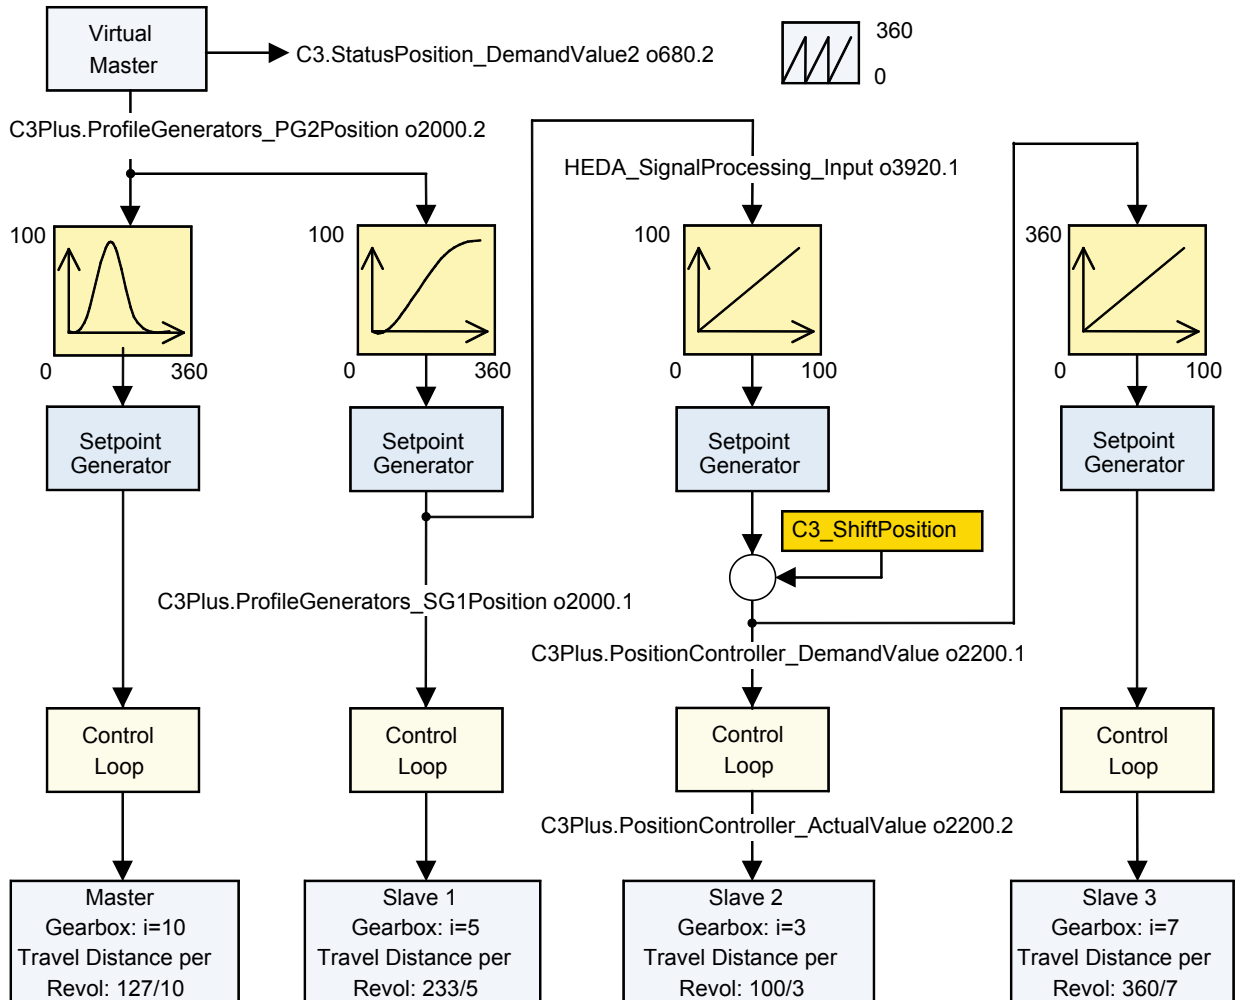 Virtual
Master
C3.StatusPosition_DemandValue2 o680.2
360
0
C3Plus.ProfileGenerators_PG2Position o2000.2
HEDA_SignalProcessing_Input o3920.1
100
0
360
100
0
360
100
0
100
360
0
100
Setpoint
Generator
Setpoint
Generator
Setpoint
Generator
Setpoint
Generator
C3_ShiftPosition
C3Plus.ProfileGenerators_SG1Position o2000.1
C3Plus.PositionController_DemandValue o2200.1
Control
Loop
Control
Loop
Control
Loop
Control
Loop
C3Plus.PositionController_ActualValue o2200.2
Master
Gearbox: i=10
Travel Distance per
Revol: 127/10
Slave 1
Gearbox: i=5
Travel Distance per
Revol: 233/5
Slave 2
Gearbox: i=3
Travel Distance per
Revol: 100/3
Slave 3
Gearbox: i=7
Travel Distance per
Revol: 360/7